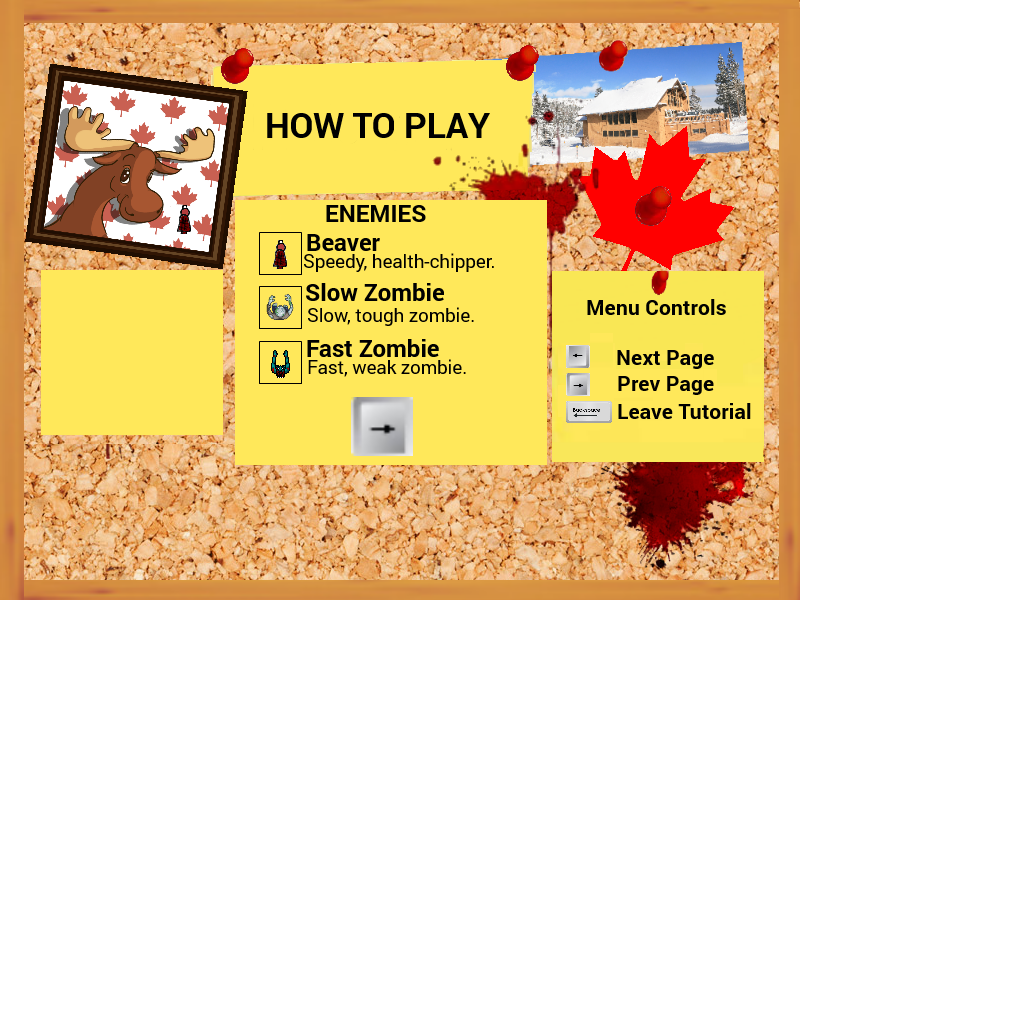 HOW TO PLAY
ENEMIES
Beaver
Speedy, health-chipper.
Slow Zombie
Slow, tough zombie.
Fast Zombie
Fast, weak zombie.
Menu Controls
Next Page
Prev Page
Backspace
Leave Tutorial